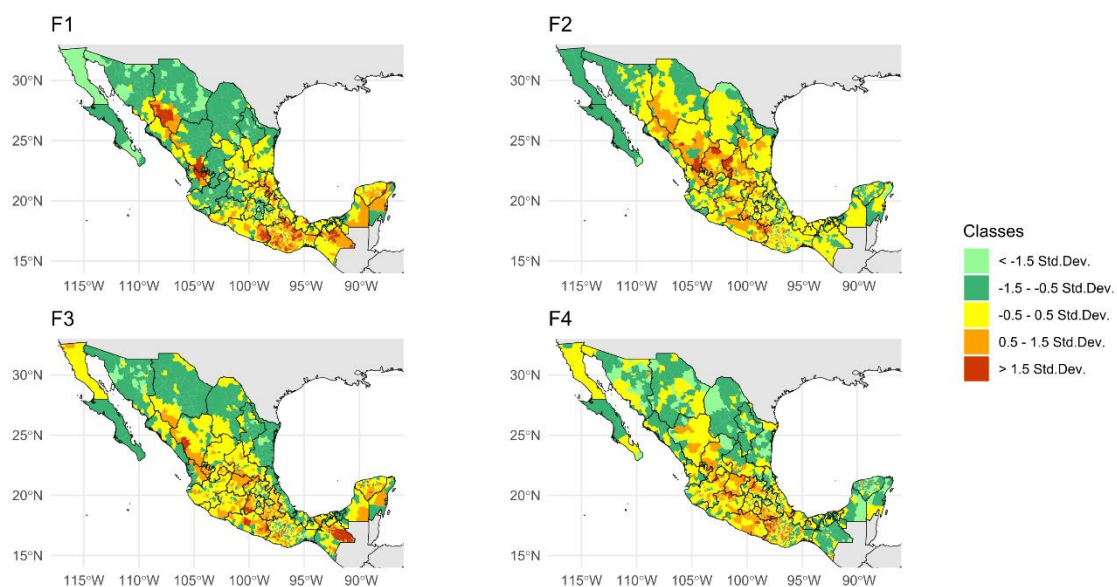 F1
F2
30°N
25°N
20°N
15°N
30°N
25°N
20°N
15°N
115°W 110°W 105°W 100°W 95°W 90°W
115°W 110°W 105°W 100°W 95°W 90°W
F3
F4
30°N
25°N
20°N
15°N
30°N
25°N
20°N
15°N
115°W 110°W 105°W 100°W 95°W 90°W
115°W 110°W 105°W 100°W 95°W 90°W
Classes
< -1.5 Std.Dev.
-1.5 - -0.5 Std.Dev.
-0.5 - 0.5 Std.Dev.
0.5 - 1.5 Std.Dev.
> 1.5 Std.Dev.